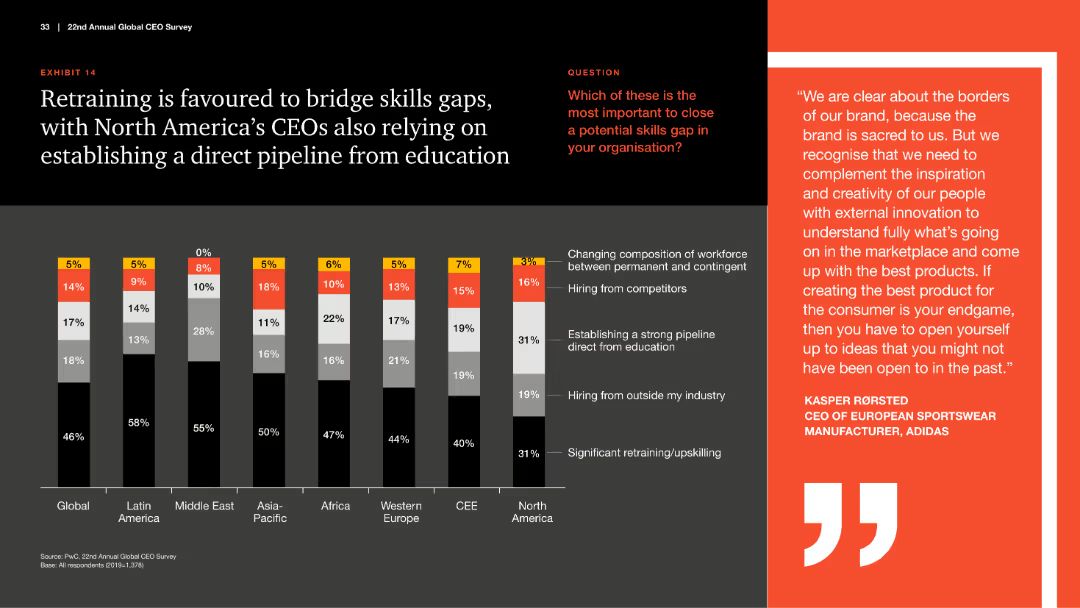 33 | 22nd Annual Global CEO Survey
EXHIBIT 14
Retraining is favoured to bridge skills gaps,
with North America's CEOs also relying on
establishing a direct pipeline from education
QUESTION
Which of these is the
most important to close
a potential skills gap in
your organisation?
0%
5% 5% 8% 5% 6% 5% 7% 3%
14% 9% 10% 18% 10% 13% 15% 16%
17% 14% 28% 11% 22% 17% 19% 31%
18% 13% 55% 16% 16% 21% 19% 19%
46% 58% 50% 47% 44% 40% 31%
Changing composition of workforce
between permanent and contingent
Hiring from competitors
Establishing a strong pipeline
direct from education
Hiring from outside my industry
Significant retraining/upskilling
Global Latin Middle East Asia- Africa Western CEE North
America Pacific Europe America
Source: PwC, 22nd Annual Global CEO Survey
Base: All respondents (2019=1,378)
“We are clear about the borders
of our brand, because the
brand is sacred to us. But we
recognise that we need to
complement the inspiration
and creativity of our people
with external innovation to
understand fully what's going
on in the marketplace and come
up with the best products. If
creating the best product for
the consumer is your endgame,
then you have to open yourself
up to ideas that you might not
have been open to in the past.”
KASPER RØRSTED
CEO OF EUROPEAN SPORTSWEAR
MANUFACTURER, ADIDAS
”